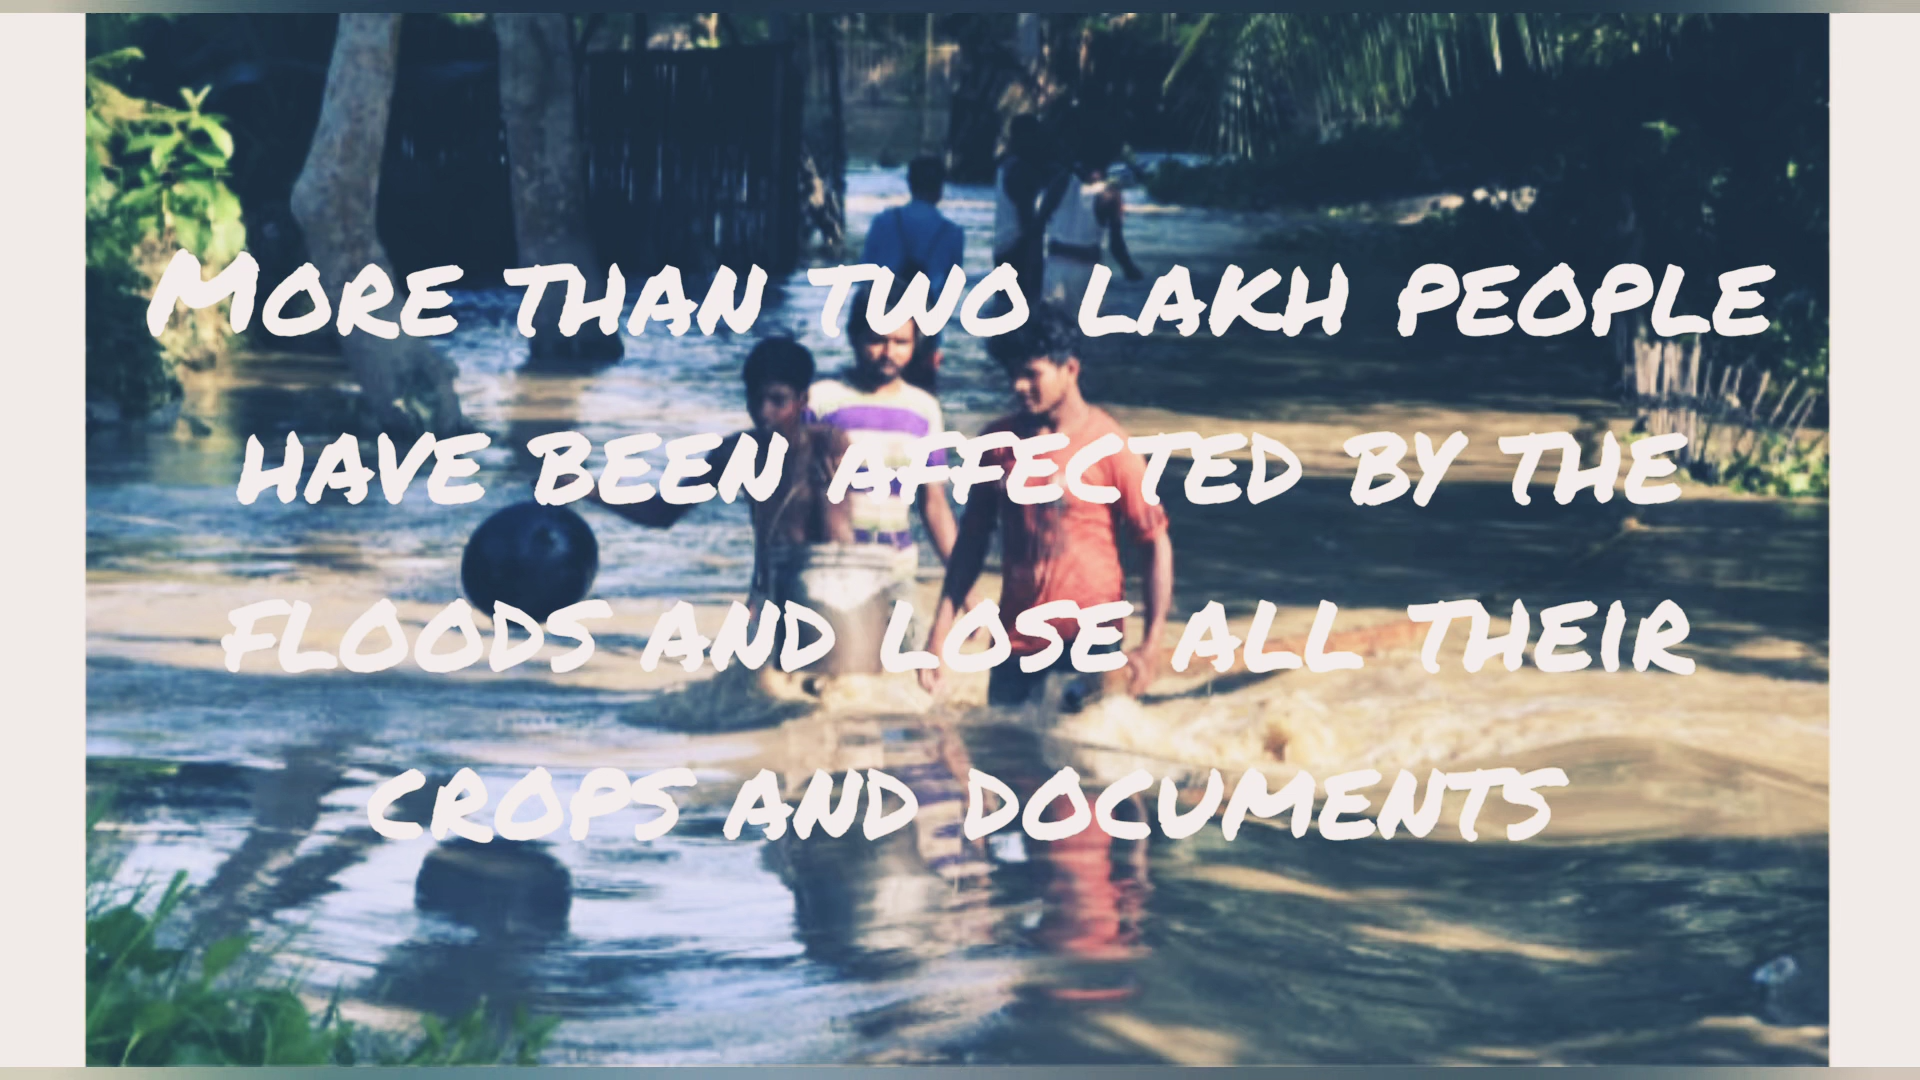 More than two lakh people
have been affected by the
floods and lose all their
crops and documents